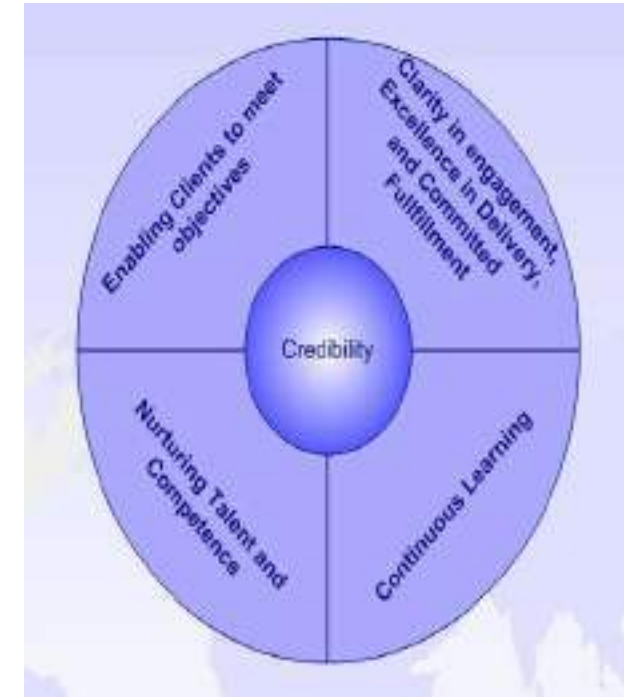 Enabling Clients to meet
objectives
Clarity in engagement,
Excellence in Delivery,
and Committed
Fullfillment
Credibility
Nurturing Talent and
Competence
Continuous Learning